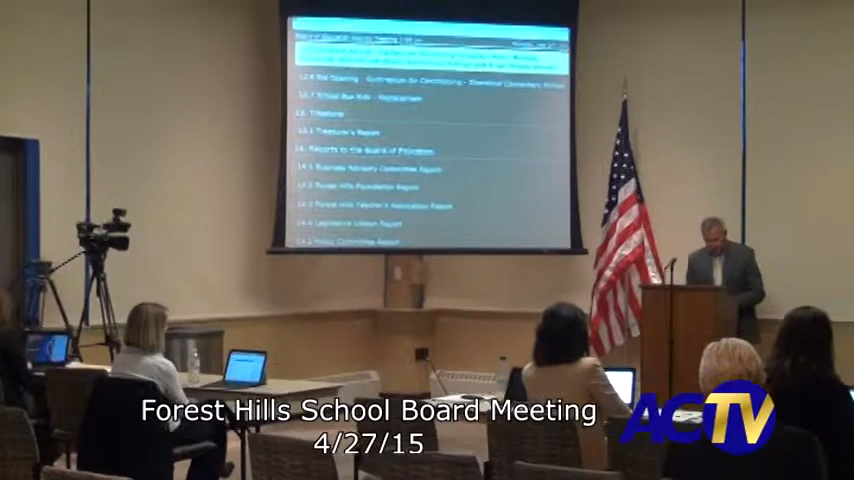 12.6 Bid Opening - Gymnasium Air Conditioning - Elementary School
12.7 School Bus Bids - Replacement
13. Treasurer
13.1 Treasurer's Report
14. Reports to the Board of Education
14.1 Business Advisory Committee Report
14.2 Forest Hills Foundation Report
14.3 Forest Hills Teacher's Association Report
14.4 Legislative Liaison Report
14.5 Policy Committee Report
Forest Hills School Board Meeting
4/27/15
ACTV